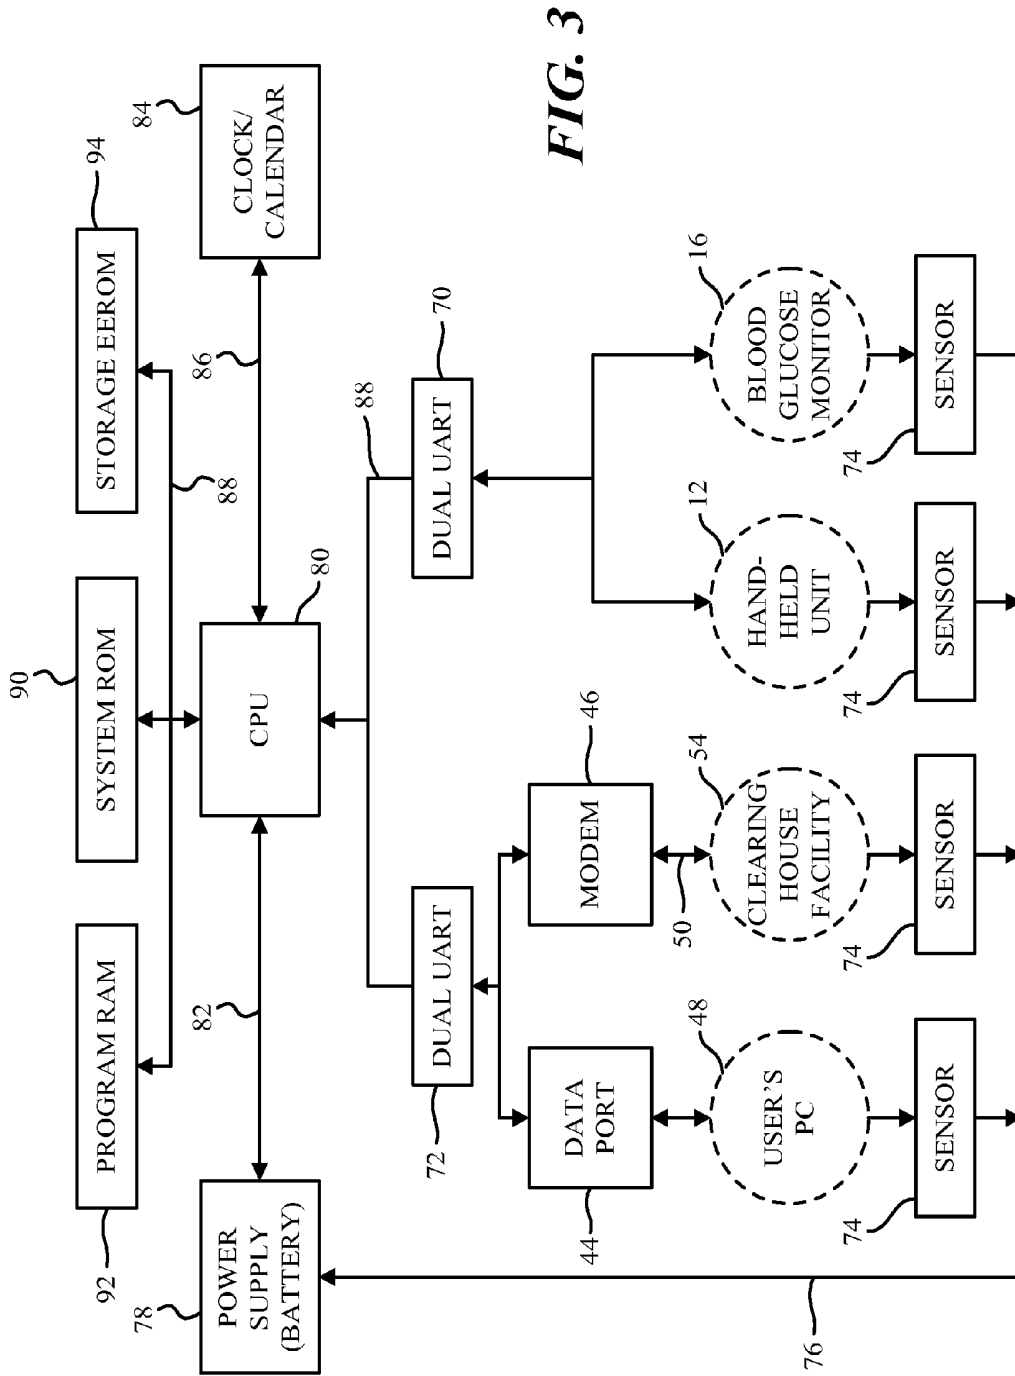 92
PROGRAM RAM
90
SYSTEM ROM
STORAGE EEROM
94
88
78
POWER
SUPPLY
(BATTERY)
82
CPU
80
86
CLOCK/
CALENDAR
84
88
72
DUAL UART
DUAL UART
70
44
DATA
PORT
MODEM
46
50
USER'S
PC
48
CLEARING
HOUSE
FACILITY
54
HAND-
HELD
UNIT
12
BLOOD
GLUCOSE
MONITOR
16
74
SENSOR
74
SENSOR
74
SENSOR
74
SENSOR
76
FIG. 3